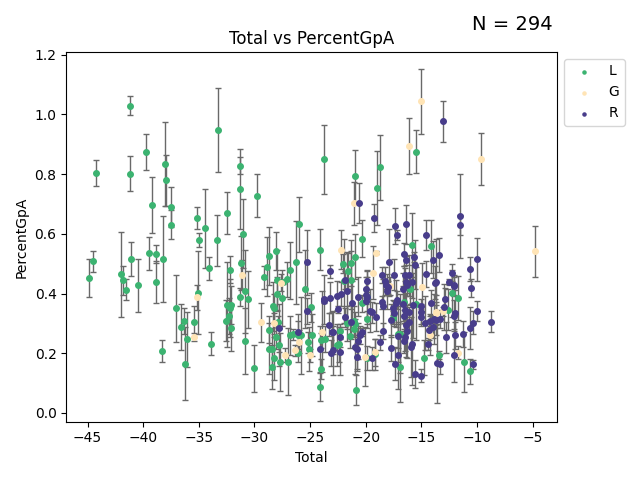 N = 294
Total vs PercentGpA
L
G
R
PercentGpA
1.2
1.0
0.8
0.6
0.4
0.2
0.0
−45 −40 −35 −30 −25 −20 −15 −10 −5
Total